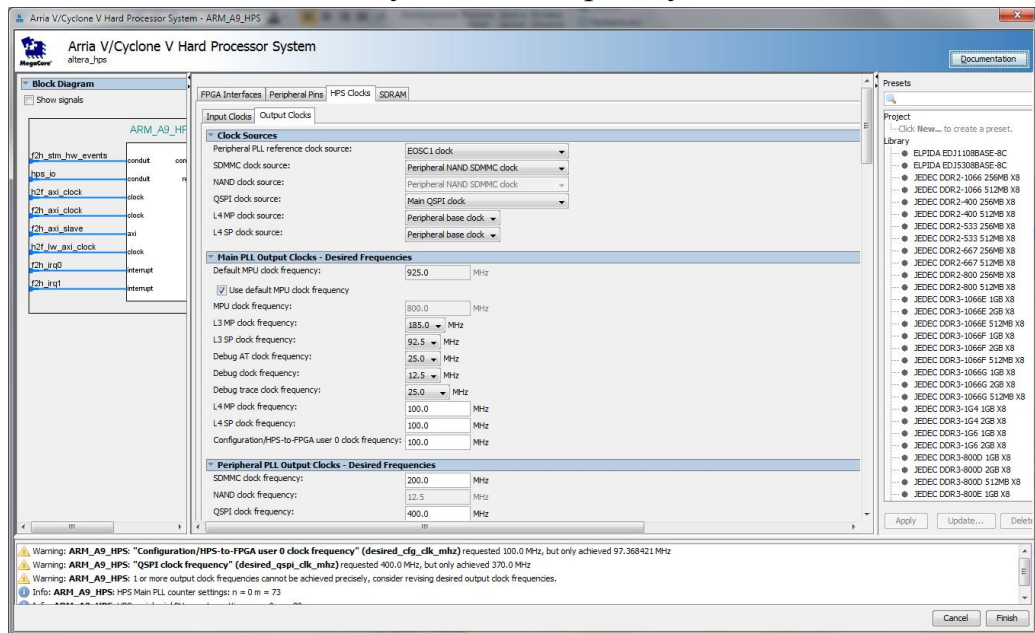 Arria V/Cyclone V Hard Processor System - ARM_A9_HPS
Arria V/Cyclone V Hard Processor System
altera_hps
MegaCore
Documentation
Block Diagram
Show signals
ARM_A9_HP
f2h_stm_hw_events
conduit
con
hps_io
conduit
h2f_axi_clock
clock
f2h_axi_clock
clock
f2h_axi_slave
axi
h2f_lw_axi_clock
clock
f2h_irq0
interrupt
f2h_irq1
interrupt
FPGA Interfaces Peripheral Pins HPS Clocks SDRAM
Input Clocks Output Clocks
Clock Sources
Peripheral PLL reference clock source: EOSC1 clock
SDMMC clock source: Peripheral NAND SDMMC clock
NAND clock source: Peripheral NAND SDMMC clock
QSPI clock source: Main QSPI clock
L4 MP clock source: Peripheral base clock
L4 SP clock source: Peripheral base clock
Main PLL Output Clocks - Desired Frequencies
Default MPU clock frequency: 925.0 MHz
Use default MPU clock frequency
MPU clock frequency: 800.0 MHz
L3 MP clock frequency: 185.0 MHz
L3 SP clock frequency: 92.5 MHz
Debug AT clock frequency: 25.0 MHz
Debug clock frequency: 12.5 MHz
Debug trace clock frequency: 25.0 MHz
L4 MP clock frequency: 100.0 MHz
L4 SP clock frequency: 100.0 MHz
Configuration/HPS-to-FPGA user 0 clock frequency: 100.0 MHz
Peripheral PLL Output Clocks - Desired Frequencies
SDMMC clock frequency: 200.0 MHz
NAND clock frequency: 12.5 MHz
QSPI clock frequency: 400.0 MHz
Presets
Project
Click New... to create a preset.
Library
ELPIDA EDJ1108BASE-8C
ELPIDA EDJ5308BASE-8C
JEDEC DDR2-1066 256MB X8
JEDEC DDR2-1066 512MB X8
JEDEC DDR2-400 256MB X8
JEDEC DDR2-400 512MB X8
JEDEC DDR2-533 256MB X8
JEDEC DDR2-533 512MB X8
JEDEC DDR2-667 256MB X8
JEDEC DDR2-667 512MB X8
JEDEC DDR2-800 256MB X8
JEDEC DDR2-800 512MB X8
JEDEC DDR3-1066E 1GB X8
JEDEC DDR3-1066E 2GB X8
JEDEC DDR3-1066E 512MB X8
JEDEC DDR3-1066F 1GB X8
JEDEC DDR3-1066F 2GB X8
JEDEC DDR3-1066F 512MB X8
JEDEC DDR3-1066G 1GB X8
JEDEC DDR3-1066G 2GB X8
JEDEC DDR3-1066G 512MB X8
JEDEC DDR3-1G4 1GB X8
JEDEC DDR3-1G4 2GB X8
JEDEC DDR3-1G6 1GB X8
JEDEC DDR3-1G6 2GB X8
JEDEC DDR3-800D 1GB X8
JEDEC DDR3-800D 2GB X8
JEDEC DDR3-800D 512MB X8
JEDEC DDR3-800E 1GB X8
Apply Update... Delet
Warning: ARM_A9_HPS: "Configuration/HPS-to-FPGA user 0 clock frequency" (desired_cfg_clk_mhz) requested 100.0 MHz, but only achieved 97.368421 MHz
Warning: ARM_A9_HPS: "QSPI clock frequency" (desired_qspi_clk_mhz) requested 400.0 MHz, but only achieved 370.0 MHz
Warning: ARM_A9_HPS: 1 or more output clock frequencies cannot be achieved precisely, consider revising desired output clock frequencies.
Info: ARM_A9_HPS: HPS Main PLL counter settings: n = 0 m = 73
Cancel Finish